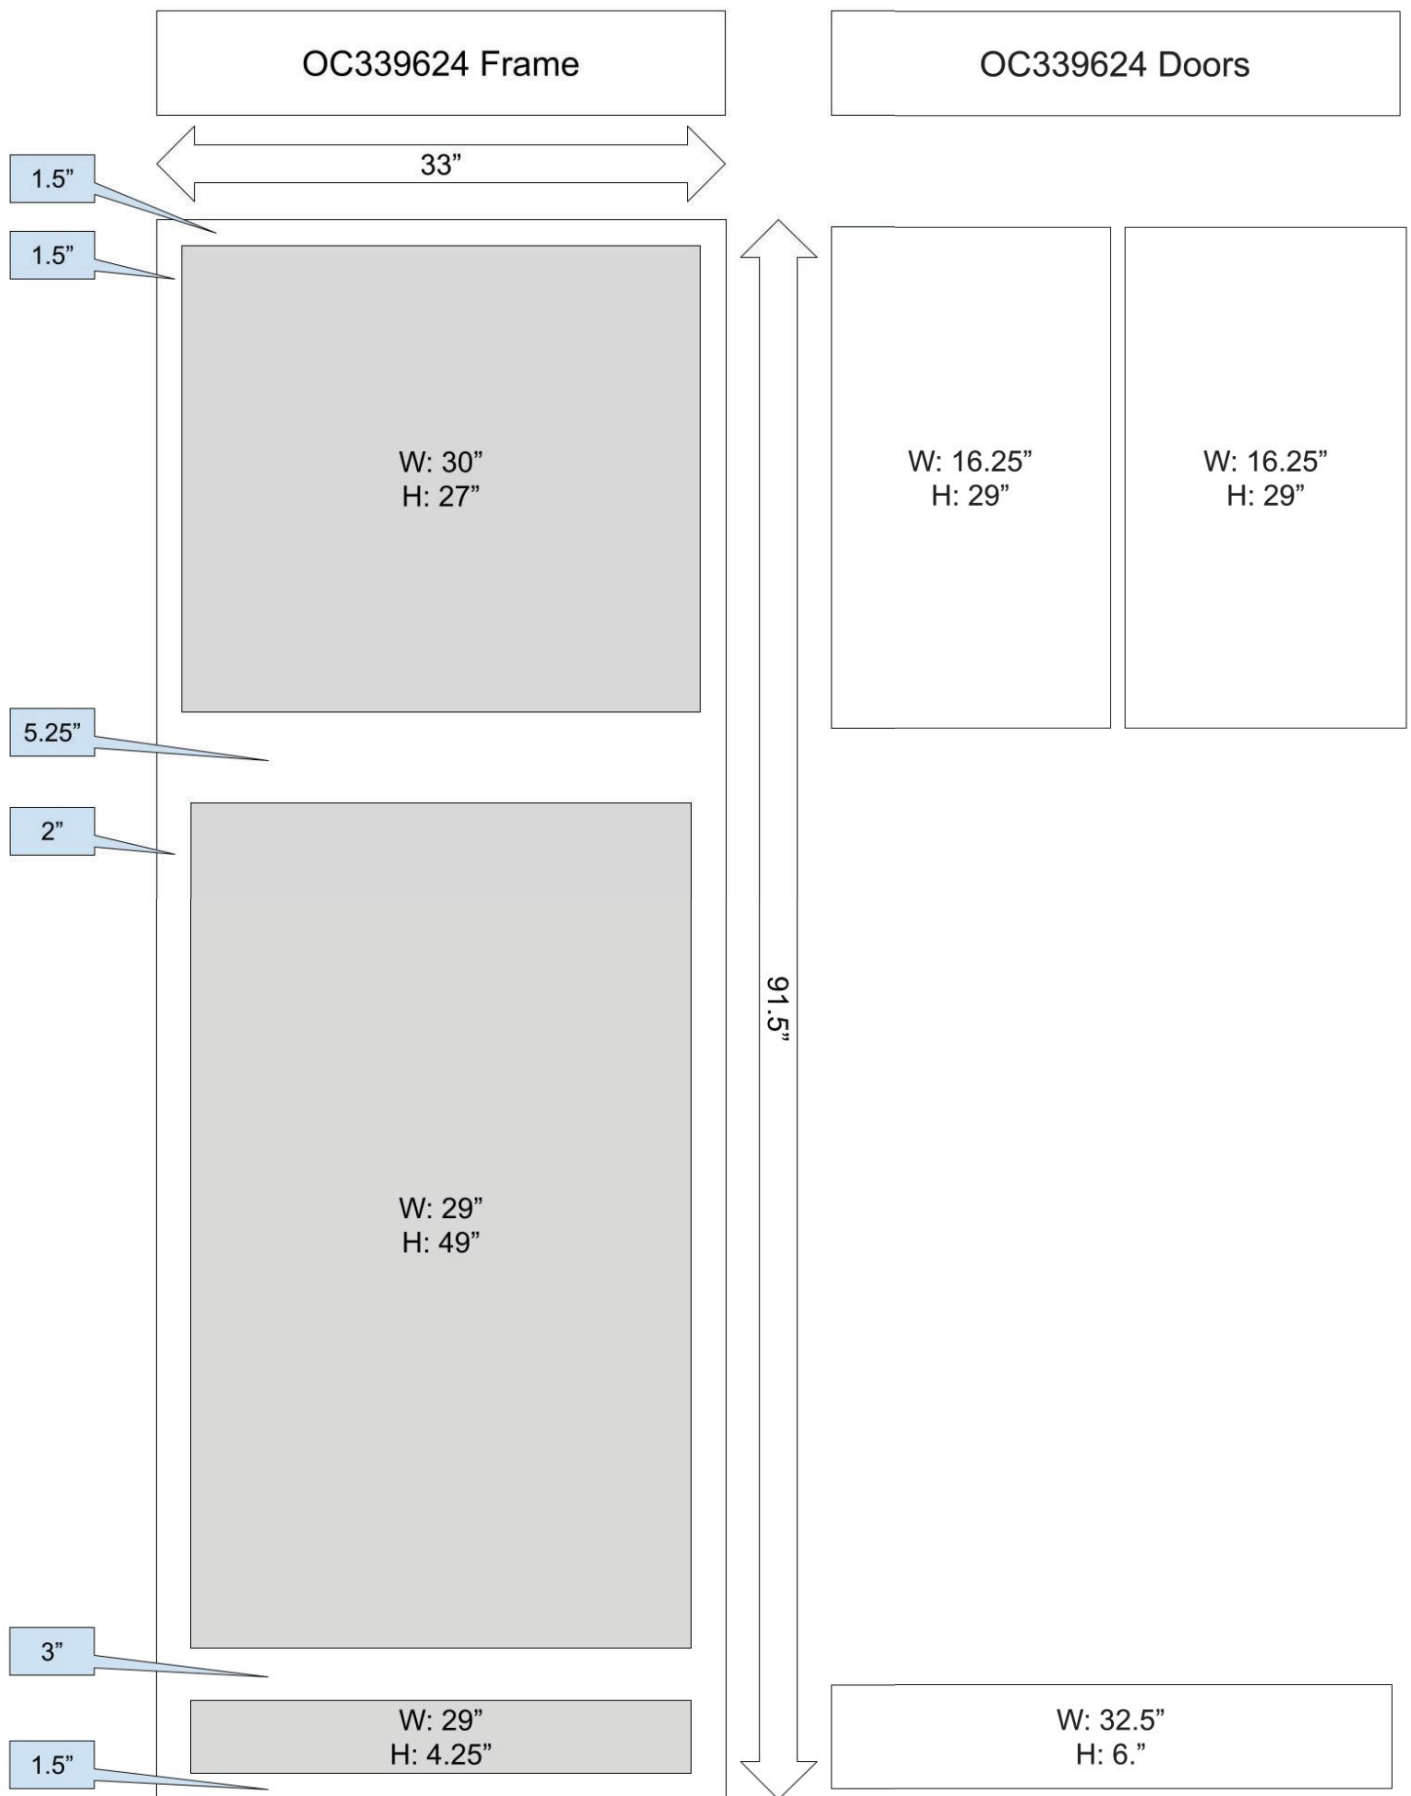 OC339624 Frame
OC339624 Doors
33”
1.5”
1.5”
W: 30”
H: 27”
W: 16.25”
H: 29”
W: 16.25”
H: 29”
5.25”
2”
91.5”
W: 29”
H: 49”
3”
W: 29”
H: 4.25”
W: 32.5”
H: 6.”
1.5”